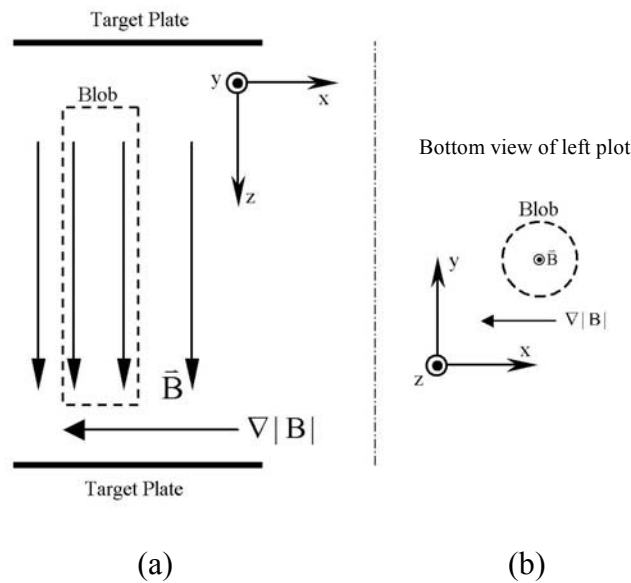 Target Plate
y
x
Blob
z
B⃗
∇|B|
Target Plate
(a)
Bottom view of left plot
Blob
B⃗
y
∇|B|
x
z
(b)